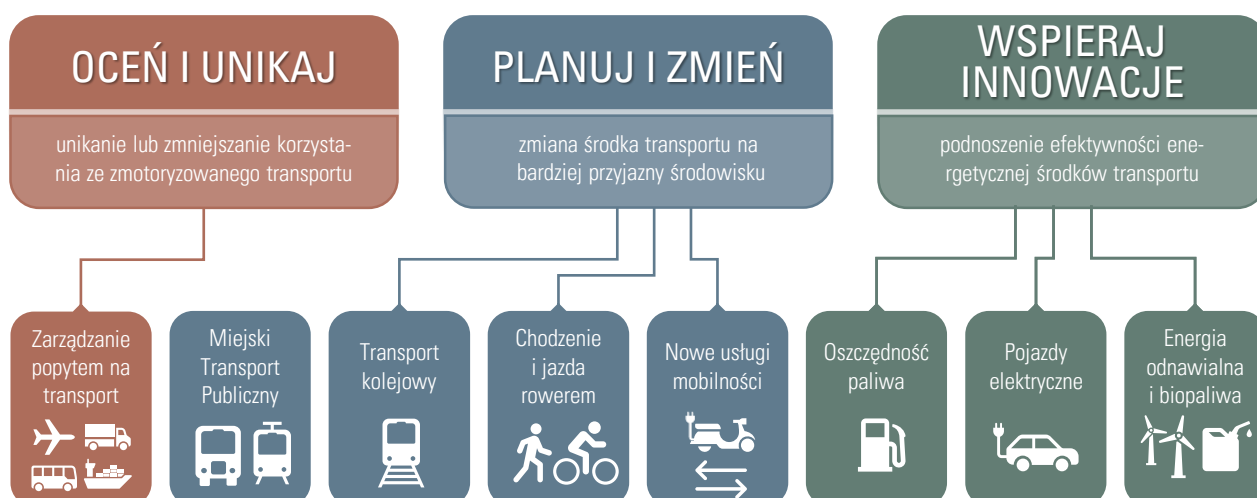 OCEŃ I UNIKAJ
unikanie lub zmniejszanie korzysta-
nia ze zmotoryzowanego transportu
PLANUJ I ZMIEŃ
zmiana środka transportu na
bardziej przyjazny środowisku
WSPIERAJ
INNOWACJE
podnoszenie efektywności ene-
rgetycznej środków transportu
Zarządzanie
popytem na
transport
Miejski
Transport
Publiczny
Transport
kolejowy
Chodzenie
i jazda
rowerem
Nowe usługi
mobilności
Oszczędność
paliwa
Pojazdy
elektryczne
Energia
odnawialna
i biopaliwa